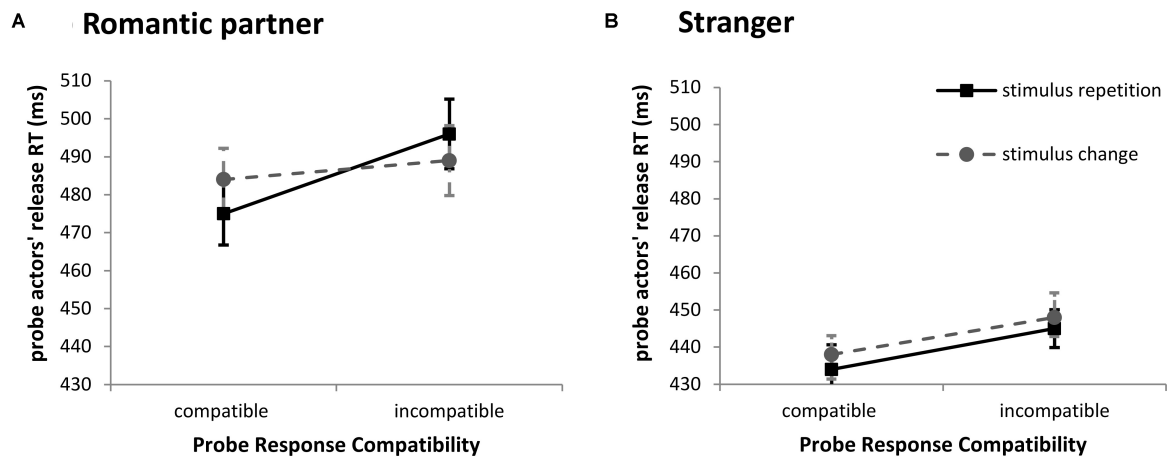 A Romantic partner
probe actors' release RT (ms)
510
500
490
480
470
460
450
440
430
compatible incompatible
Probe Response Compatibility
B Stranger
probe actors' release RT (ms)
510
500
490
480
470
460
450
440
430
stimulus repetition
stimulus change
compatible incompatible
Probe Response Compatibility